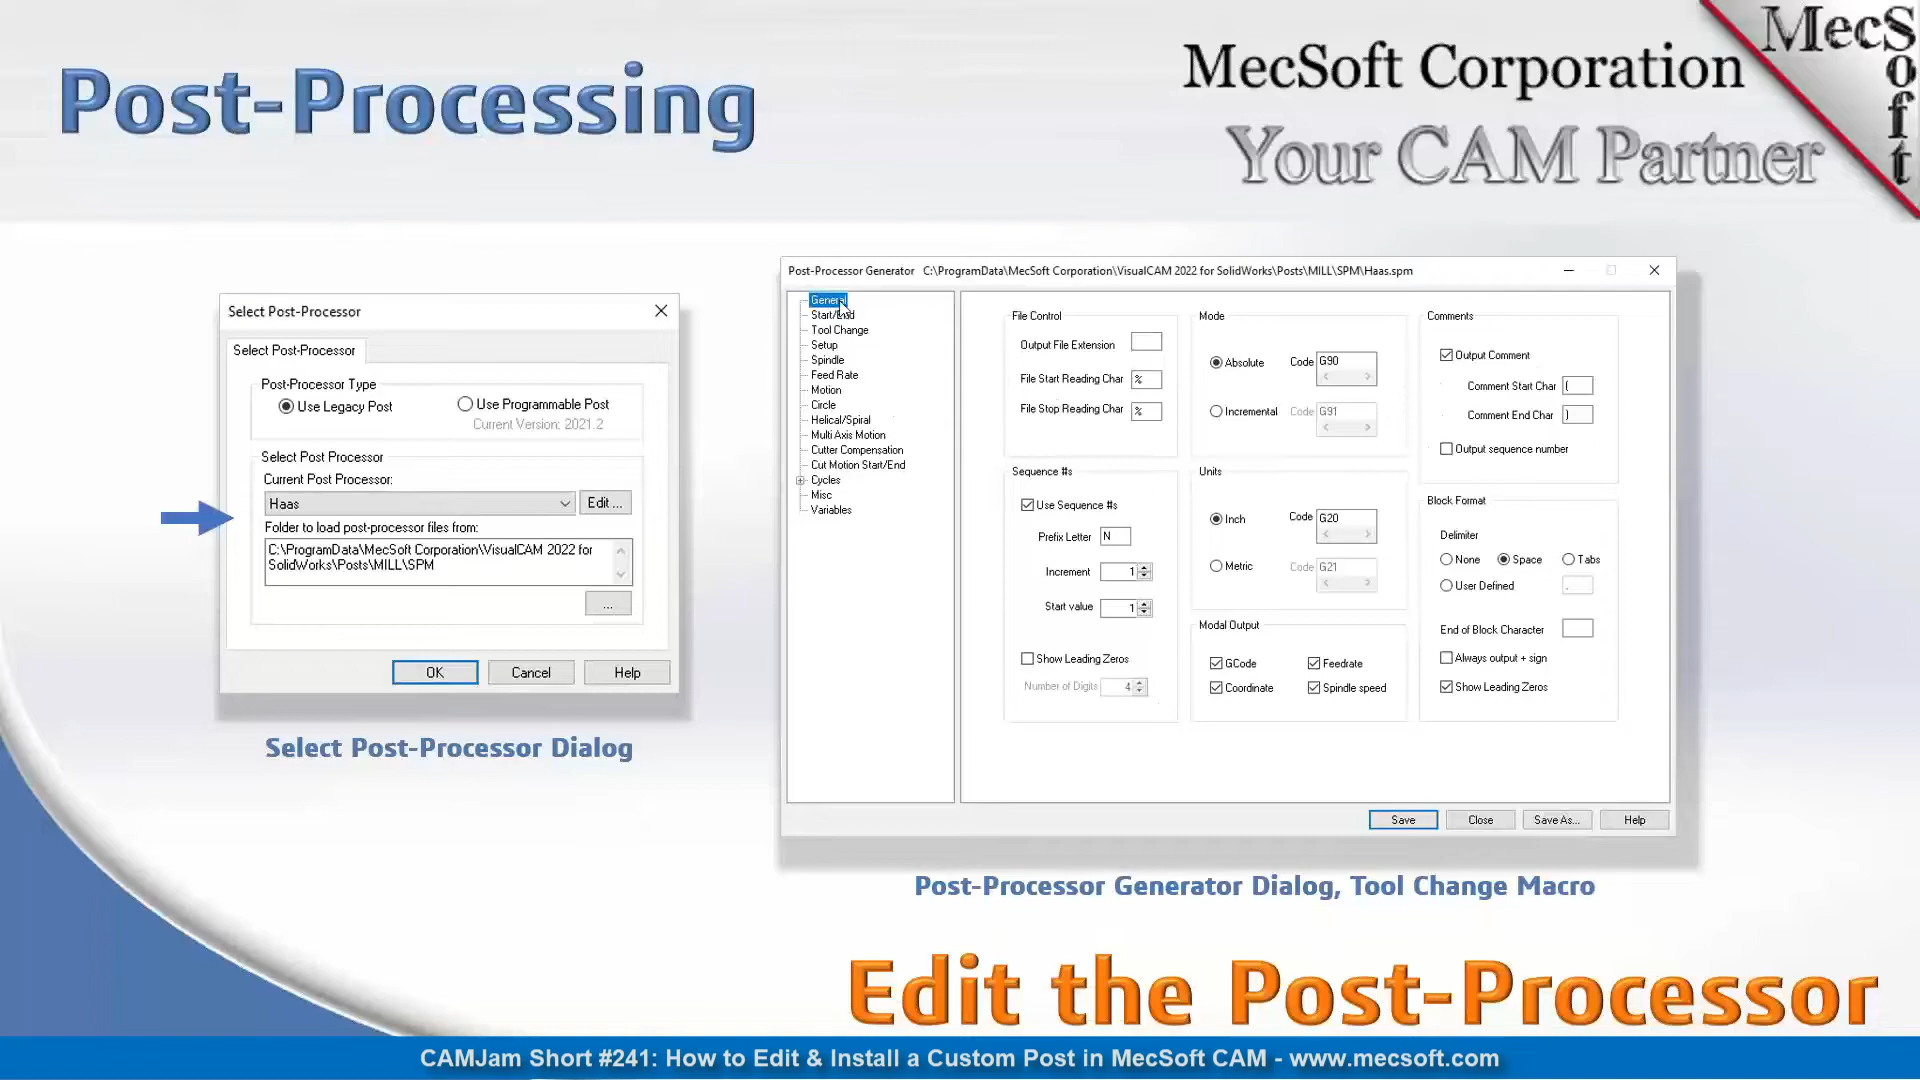 Post-Processing
MecSoft Corporation
Your CAM Partner
MecSoft
Select Post-Processor
Select Post-Processor
Post-Processor Type
Use Legacy Post
Use Programmable Post
Current Version: 2021.2
Select Post Processor
Current Post Processor:
Haas
Edit ...
Folder to load post-processor files from:
C:\ProgramData\MecSoft Corporation\VisualCAM 2022 for
SolidWorks\Posts\MILL\SPM
...
OK
Cancel
Help
Select Post-Processor Dialog
Post-Processor Generator C:\ProgramData\MecSoft Corporation\VisualCAM 2022 for SolidWorks\Posts\MILL\SPM\Haas.spm
General
Start/End
Tool Change
Setup
Spindle
Feed Rate
Motion
Circle
Helical/Spiral
Multi Axis Motion
Cutter Compensation
Cut Motion Start/End
Cycles
Misc
Variables
File Control
Output File Extension
File Start Reading Char %
File Stop Reading Char %
Sequence #s
Use Sequence #s
Prefix Letter N
Increment 1
Start value 1
Show Leading Zeros
Number of Digits 4
Mode
Absolute Code G90
Incremental Code G91
Units
Inch Code G20
Metric Code G21
Modal Output
GCode Feedrate
Coordinate Spindle speed
Comments
Output Comment
Comment Start Char (
Comment End Char )
Output sequence number
Block Format
Delimiter
None Space Tabs
User Defined .
End of Block Character
Always output + sign
Show Leading Zeros
Save
Close
Save As...
Help
Post-Processor Generator Dialog, Tool Change Macro
Edit the Post-Processor
CAMJam Short #241: How to Edit & Install a Custom Post in MecSoft CAM - www.mecsoft.com